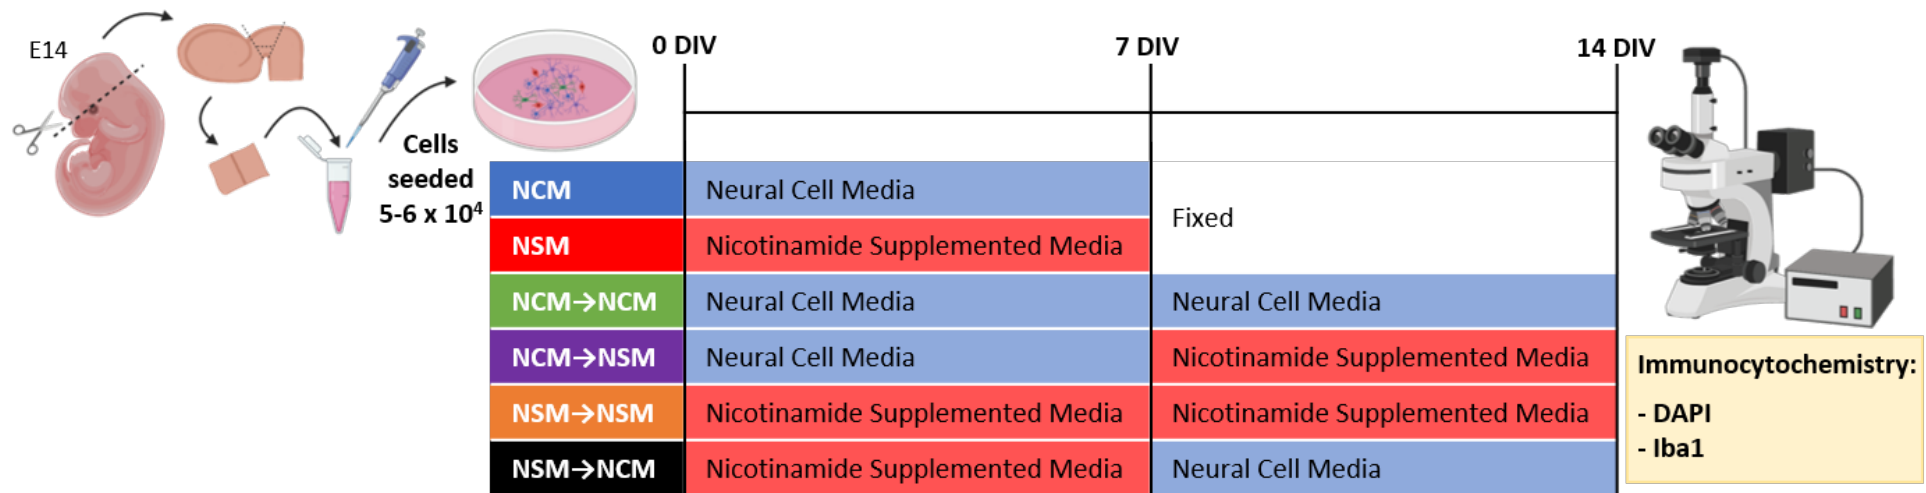 E14
Cells
seeded
5-6 x 10⁴
0 DIV
7 DIV
14 DIV
NCM
Neural Cell Media
Fixed
NSM
Nicotinamide Supplemented Media
NCM→NCM
Neural Cell Media
Neural Cell Media
NCM→NSM
Neural Cell Media
Nicotinamide Supplemented Media
NSM→NSM
Nicotinamide Supplemented Media
Nicotinamide Supplemented Media
NSM→NCM
Nicotinamide Supplemented Media
Neural Cell Media
Immunocytochemistry:
- DAPI
- Iba1